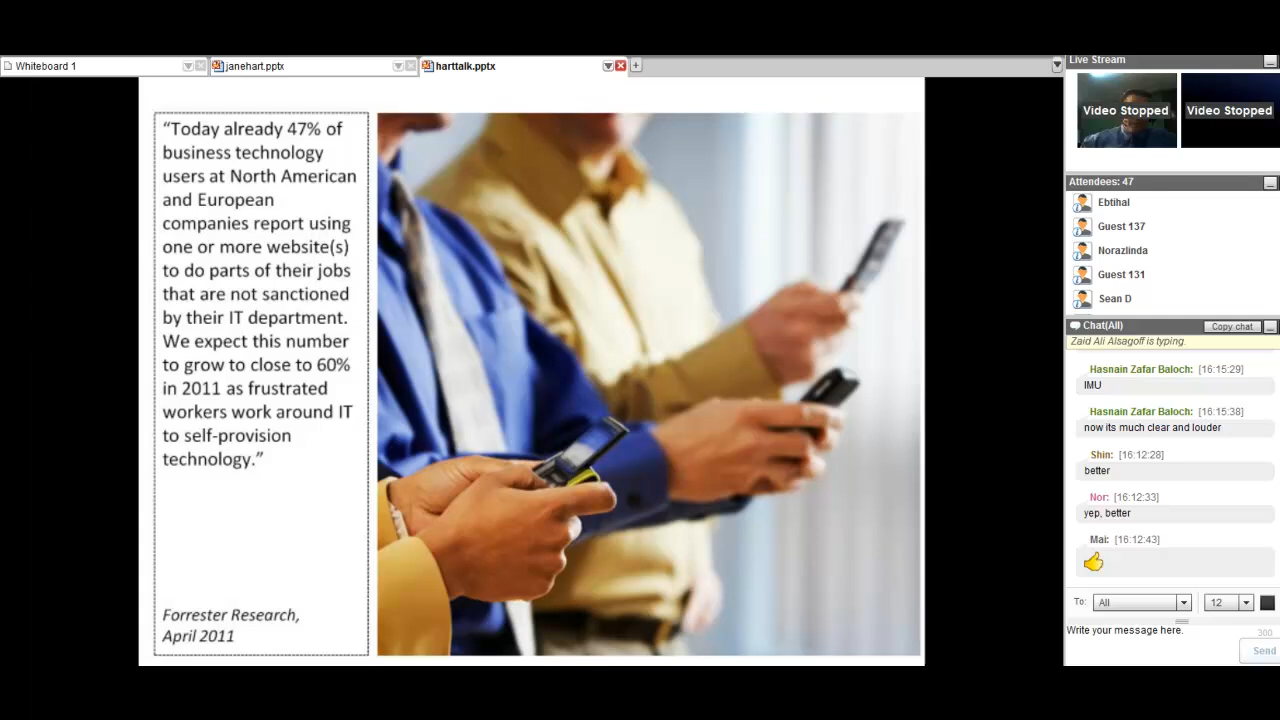 Whiteboard 1
janehart.pptx
harttalk.pptx
“Today already 47% of
business technology
users at North American
and European
companies report using
one or more website(s)
to do parts of their jobs
that are not sanctioned
by their IT department.
We expect this number
to grow to close to 60%
in 2011 as frustrated
workers work around IT
to self-provision
technology.”
Forrester Research,
April 2011
Live Stream
Video Stopped
Video Stopped
Attendees: 47
Ebtihal
Guest 137
Norazlinda
Guest 131
Sean D
Chat(All)
Copy chat
Zaid Ali Alsagoff is typing.
Hasnain Zafar Baloch: [16:15:29]
IMU
Hasnain Zafar Baloch: [16:15:38]
now its much clear and louder
Shin: [16:12:28]
better
Nor: [16:12:33]
yep, better
Mai: [16:12:43]
To: All 12
Write your message here.
300
Send